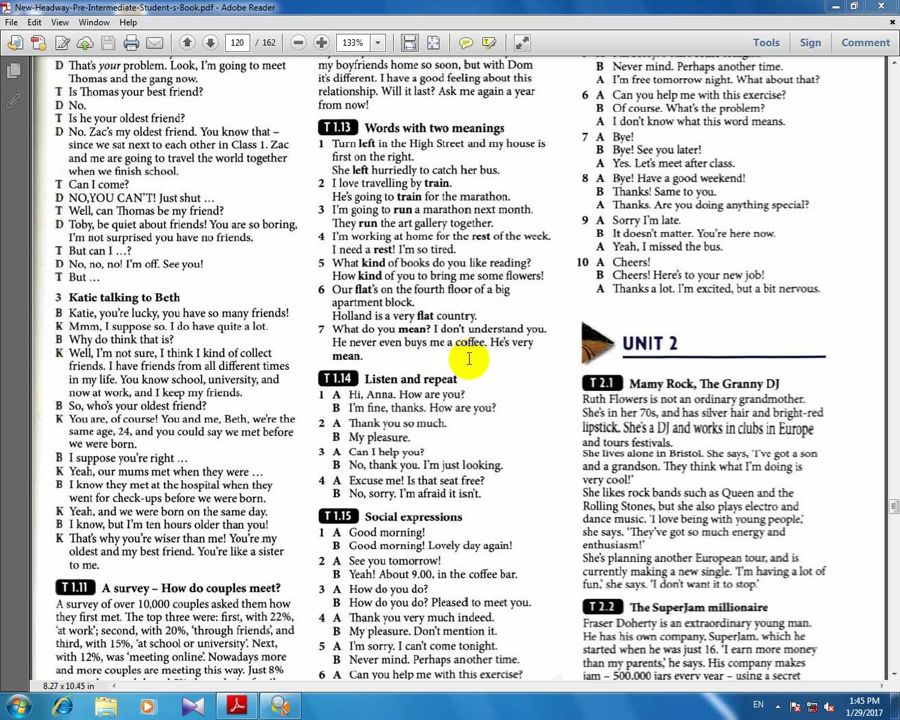 New-Headway-Pre-Intermediate-Student-s-Book.pdf - Adobe Reader
File Edit View Window Help
120 / 162 133% Tools Sign Comment
D That's your problem. Look, I'm going to meet
Thomas and the gang now.
T Is Thomas your best friend?
D No.
T Is he your oldest friend?
D No. Zac's my oldest friend. You know that –
since we sat next to each other in Class 1. Zac
and me are going to travel the world together
when we finish school.
T Can I come?
D NO,YOU CAN'T! Just shut …
T Well, can Thomas be my friend?
D Toby, be quiet about friends! You are so boring,
I'm not surprised you have no friends.
T But can I …?
D No, no, no! I'm off. See you!
T But …
3 Katie talking to Beth
B You're so lucky, you have so many friends!
K Mmm, I suppose so. I do have quite a lot.
B Why do think that is?
K Well, I'm not sure, I think I kind of collect
friends. I have friends from all different times
in my life. You know school, university, and
now at work, and I keep my friends.
B So, who's your oldest friend?
K You are, of course! You and me, Beth, we're the
same age, 24, and you could say we met before
we were born.
B I suppose you're right …
K Yeah, our mums met when they were …
B I know they met at the hospital when they
went for check-ups before we were born.
K Yeah, and we were born on the same day.
B I know, but I'm ten hours older than you!
K That's why you're wiser than me! You're my
oldest and my best friend. You're like a sister
to me.
T 1.11 A survey – How do couples meet?
A survey of over 10,000 couples asked them how
they first met. The top three were: first, with 22%,
'at work'; second, with 20%, 'through friends', and
third, with 15%, 'at school or university'. Next,
with 12%, was 'meeting online'. Nowadays more
and more couples are meeting this way. Just 8%
my boyfriends home so soon, but with Dom
it's different. I have a good feeling about this
relationship. Will it last? Ask me again a year
from now!
T 1.13 Words with two meanings
1 Turn left in the High Street and my house is
first on the right.
She left hurriedly to catch her bus.
2 I love travelling by train.
He's going to train for the marathon.
3 I'm going to run a marathon next month.
They run the art gallery together.
4 I'm working at home for the rest of the week.
I need a rest! I'm so tired.
5 What kind of books do you like reading?
How kind of you to bring me some flowers!
6 Our flat's on the fourth floor of a big
apartment block.
Holland is a very flat country.
7 What do you mean? I don't understand you.
He never even buys me a coffee. He's very
mean.
T 1.14 Listen and repeat
1 A Hi, Anna. How are you?
B I'm fine, thanks. How are you?
2 A Thank you so much.
B My pleasure.
3 A Can I help you?
B No, thank you. I'm just looking.
4 A Excuse me! Is that seat free?
B No, sorry. I'm afraid it isn't.
T 1.15 Social expressions
1 A Good morning!
B Good morning! Lovely day again!
2 A See you tomorrow!
B Yeah! About 9.00, in the coffee bar.
3 A How do you do?
B How do you do? Pleased to meet you.
4 A Thank you very much indeed.
B My pleasure. Don't mention it.
5 A I'm sorry. I can't come tonight.
B Never mind. Perhaps another time.
6 A Can you help me with this exercise?
B Never mind. Perhaps another time.
A I'm free tomorrow night. What about that?
6 A Can you help me with this exercise?
B Of course. What's the problem?
A I don't know what this word means.
7 A Bye!
B Bye! See you later!
A Yes. Let's meet after class.
8 A Bye! Have a good weekend!
B Thanks! Same to you.
A Thanks. Are you doing anything special?
9 A Sorry I'm late.
B It doesn't matter. You're here now.
A Yeah, I missed the bus.
10 A Cheers!
B Cheers! Here's to your new job!
A Thanks a lot. I'm excited, but a bit nervous.
UNIT 2
T 2.1 Mamy Rock, The Granny DJ
Ruth Flowers is not an ordinary grandmother.
She's in her 70s, and has silver hair and bright-red
lipstick. She's a DJ and works in clubs in Europe
and tours festivals.
She lives alone in Bristol. She says, 'I've got a son
and a grandson. They think what I'm doing is
very cool!'
She likes rock bands such as Queen and the
Rolling Stones, but she also plays electro and
dance music. 'I love being with young people,'
she says. 'They've got so much energy and
enthusiasm!'
She's planning another European tour, and is
currently making a new single. 'I'm having a lot of
fun,' she says. 'I don't want to stop.'
T 2.2 The SuperJam millionaire
Fraser Doherty is an extraordinary young man.
He has his own company, SuperJam, which he
started when he was just 16. 'I earn more money
than my parents,' he says. His company makes
jam – 500,000 jars every year – using a secret
8.27 x 10.45 in
EN 1:45 PM
1/29/2017